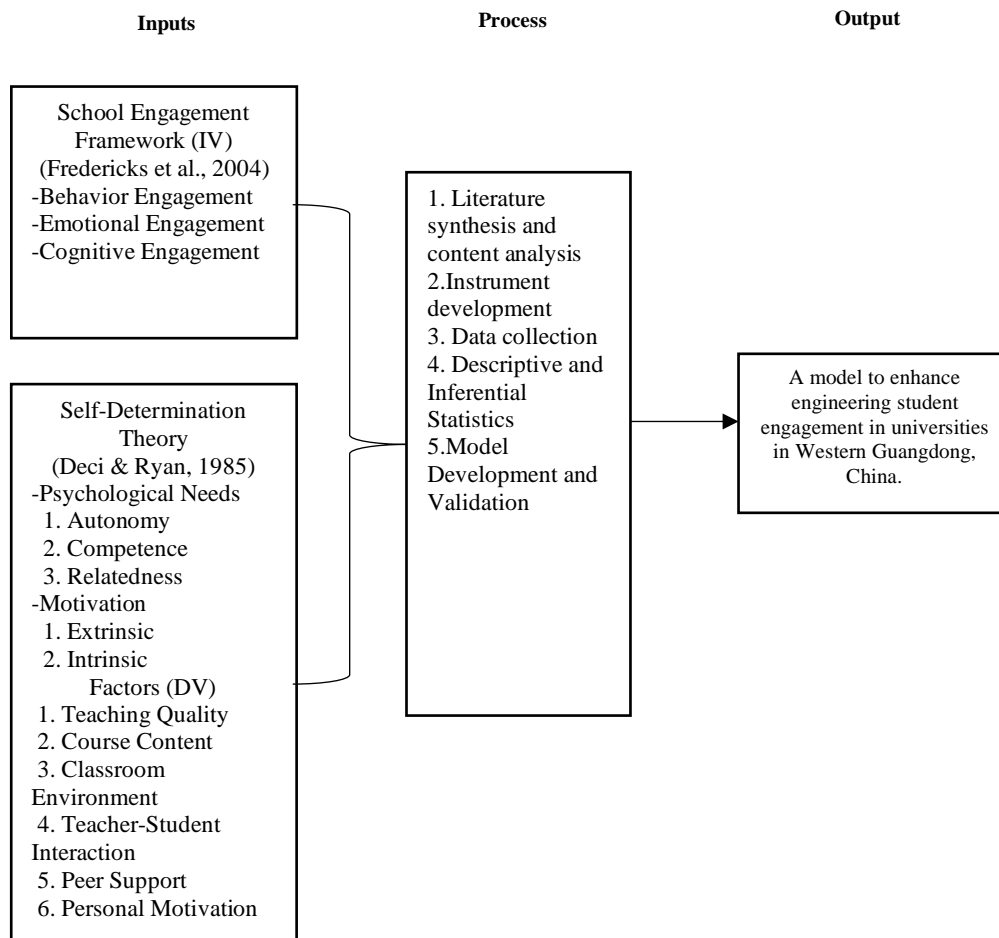 Inputs
Process
Output
School Engagement
Framework (IV)
(Fredericks et al., 2004)
-Behavior Engagement
-Emotional Engagement
-Cognitive Engagement
Self-Determination
Theory
(Deci & Ryan, 1985)
-Psychological Needs
1. Autonomy
2. Competence
3. Relatedness
-Motivation
1. Extrinsic
2. Intrinsic
Factors (DV)
1. Teaching Quality
2. Course Content
3. Classroom
Environment
4. Teacher-Student
Interaction
5. Peer Support
6. Personal Motivation
1. Literature
synthesis and
content analysis
2.Instrument
development
3. Data collection
4. Descriptive and
Inferential
Statistics
5.Model
Development and
Validation
A model to enhance
engineering student
engagement in universities
in Western Guangdong,
China.